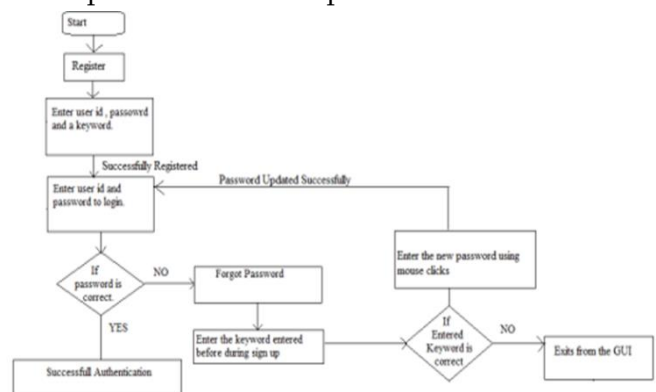 Start
Register
Enter user id , passowrd
and a keyword.
Successfully Registered
Enter user id and
password to login.
Password Updated Successfully
If
password is
correct.
NO
Forgot Password
YES
Enter the keyword entered
before during sign up
Enter the new password using
mouse clicks
If
Entered
Keyword is
correct
NO
Exits from the GUI
Successfull Authentication